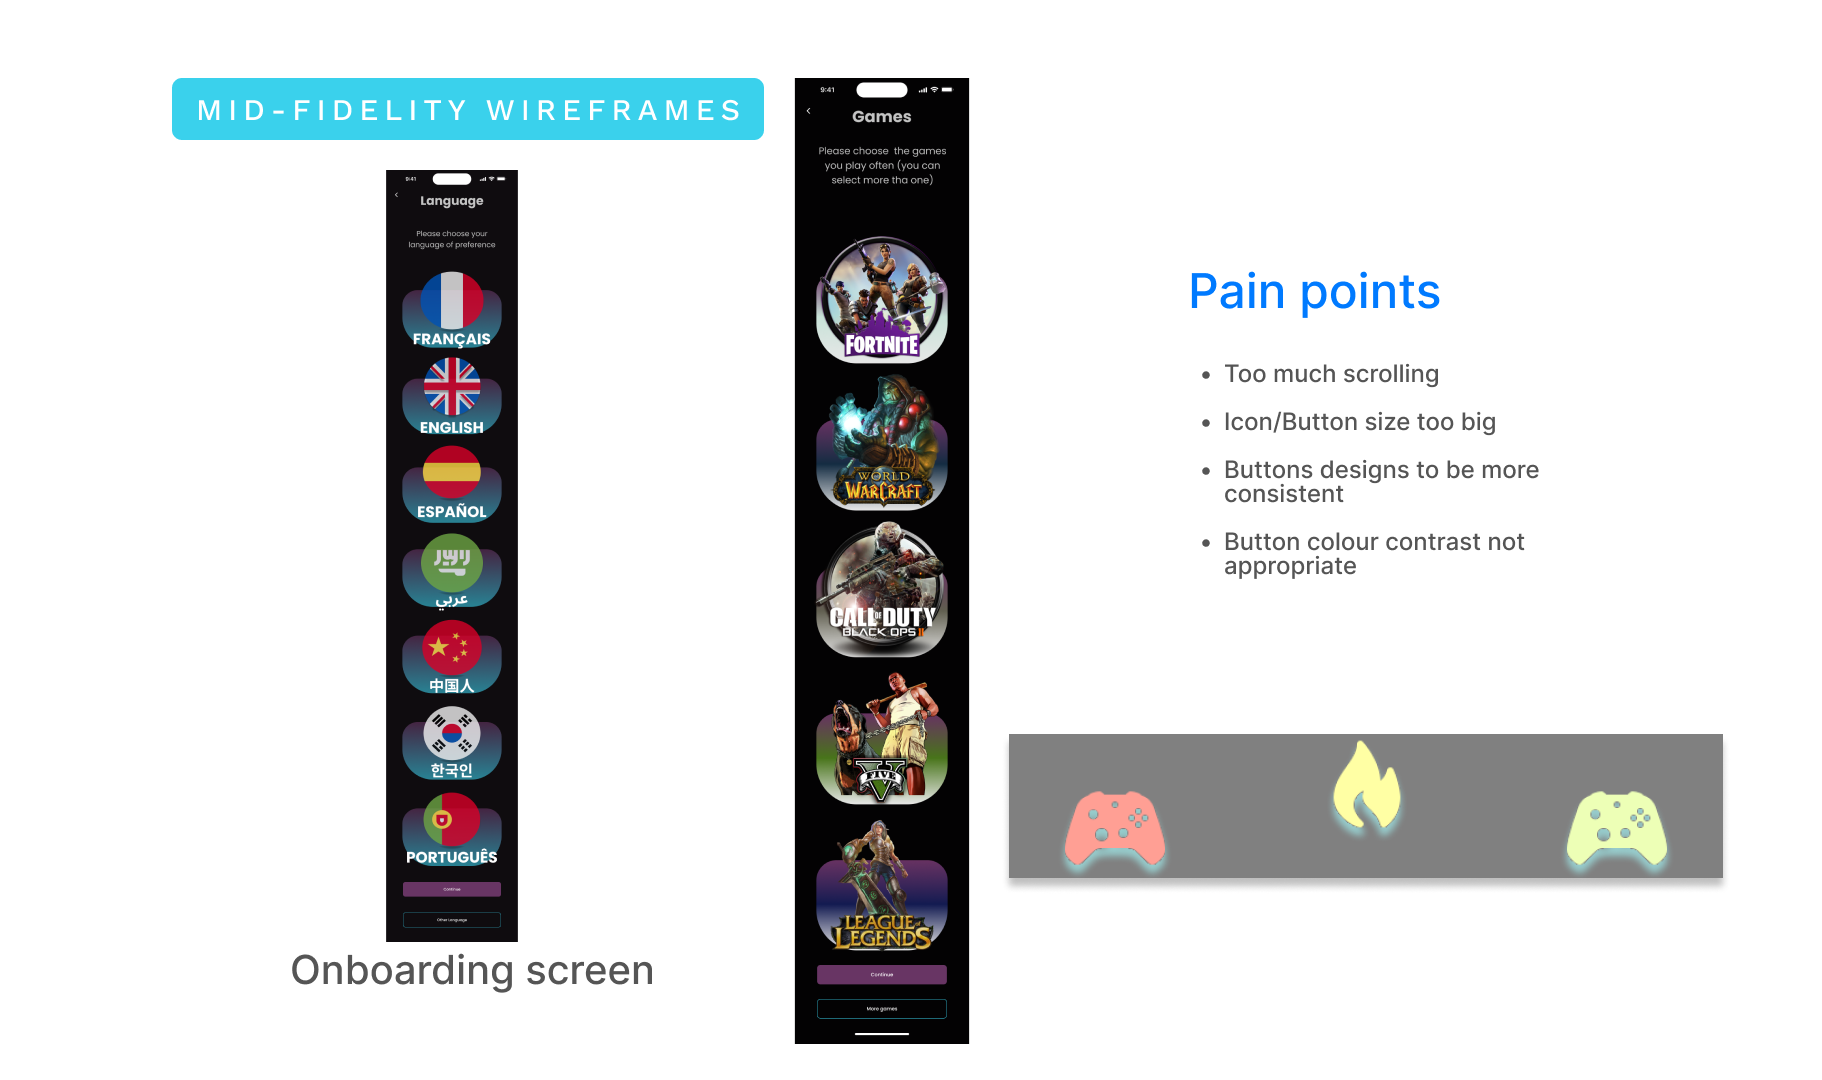 MID-FIDELITY WIREFRAMES
9:41
Language
Please choose your
language of preference
FRANÇAIS
ENGLISH
ESPAÑOL
عربي
中国人
한국인
PORTUGUÊS
Continue
Other Language
Onboarding screen
9:41
Games
Please choose the games
you play often (you can
select more tha one)
FORTNITE
WORLD
OF
WARCRAFT
CALL OF DUTY
BLACK OPS II
V
FIVE
LEAGUE
OF
LEGENDS
Continue
More games
Pain points
• Too much scrolling
• Icon/Button size too big
• Buttons designs to be more
consistent
• Button colour contrast not
appropriate